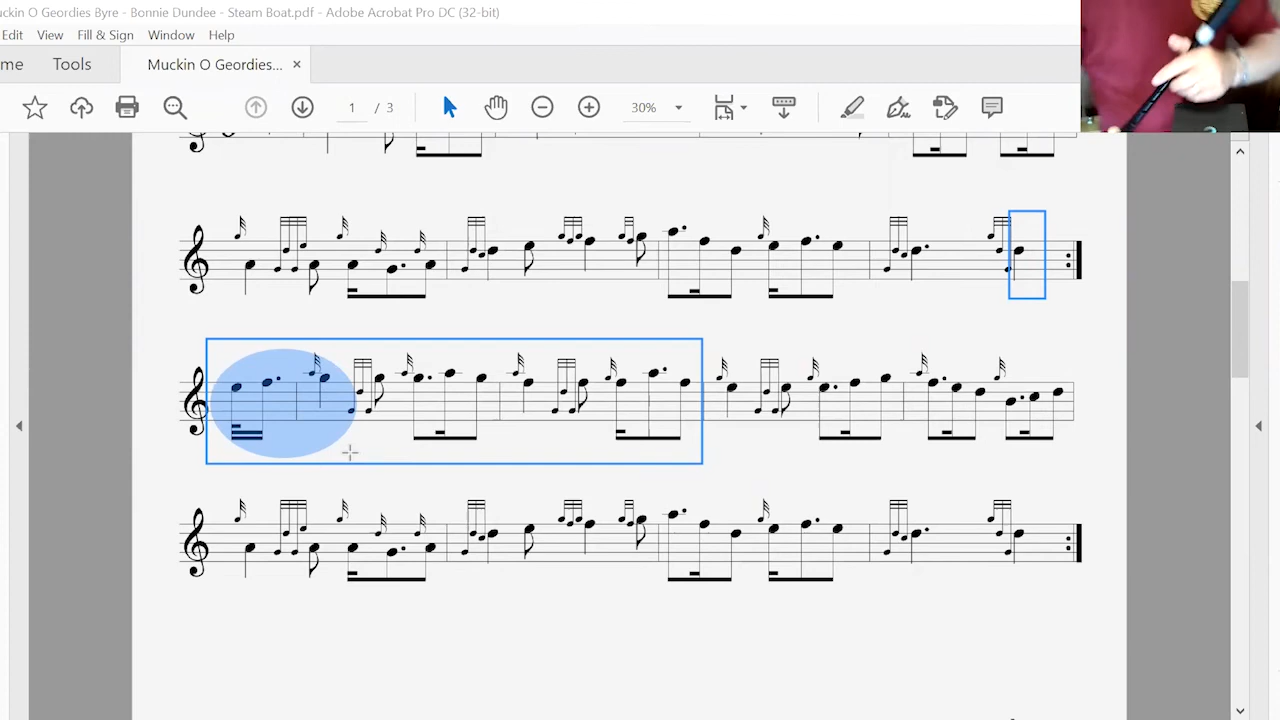 uckin O Geordies Byre - Bonnie Dundee - Steam Boat.pdf - Adobe Acrobat Pro DC (32-bit)
Edit View Fill & Sign Window Help
me Tools Muckin O Geordies... ×
1 / 3 30%